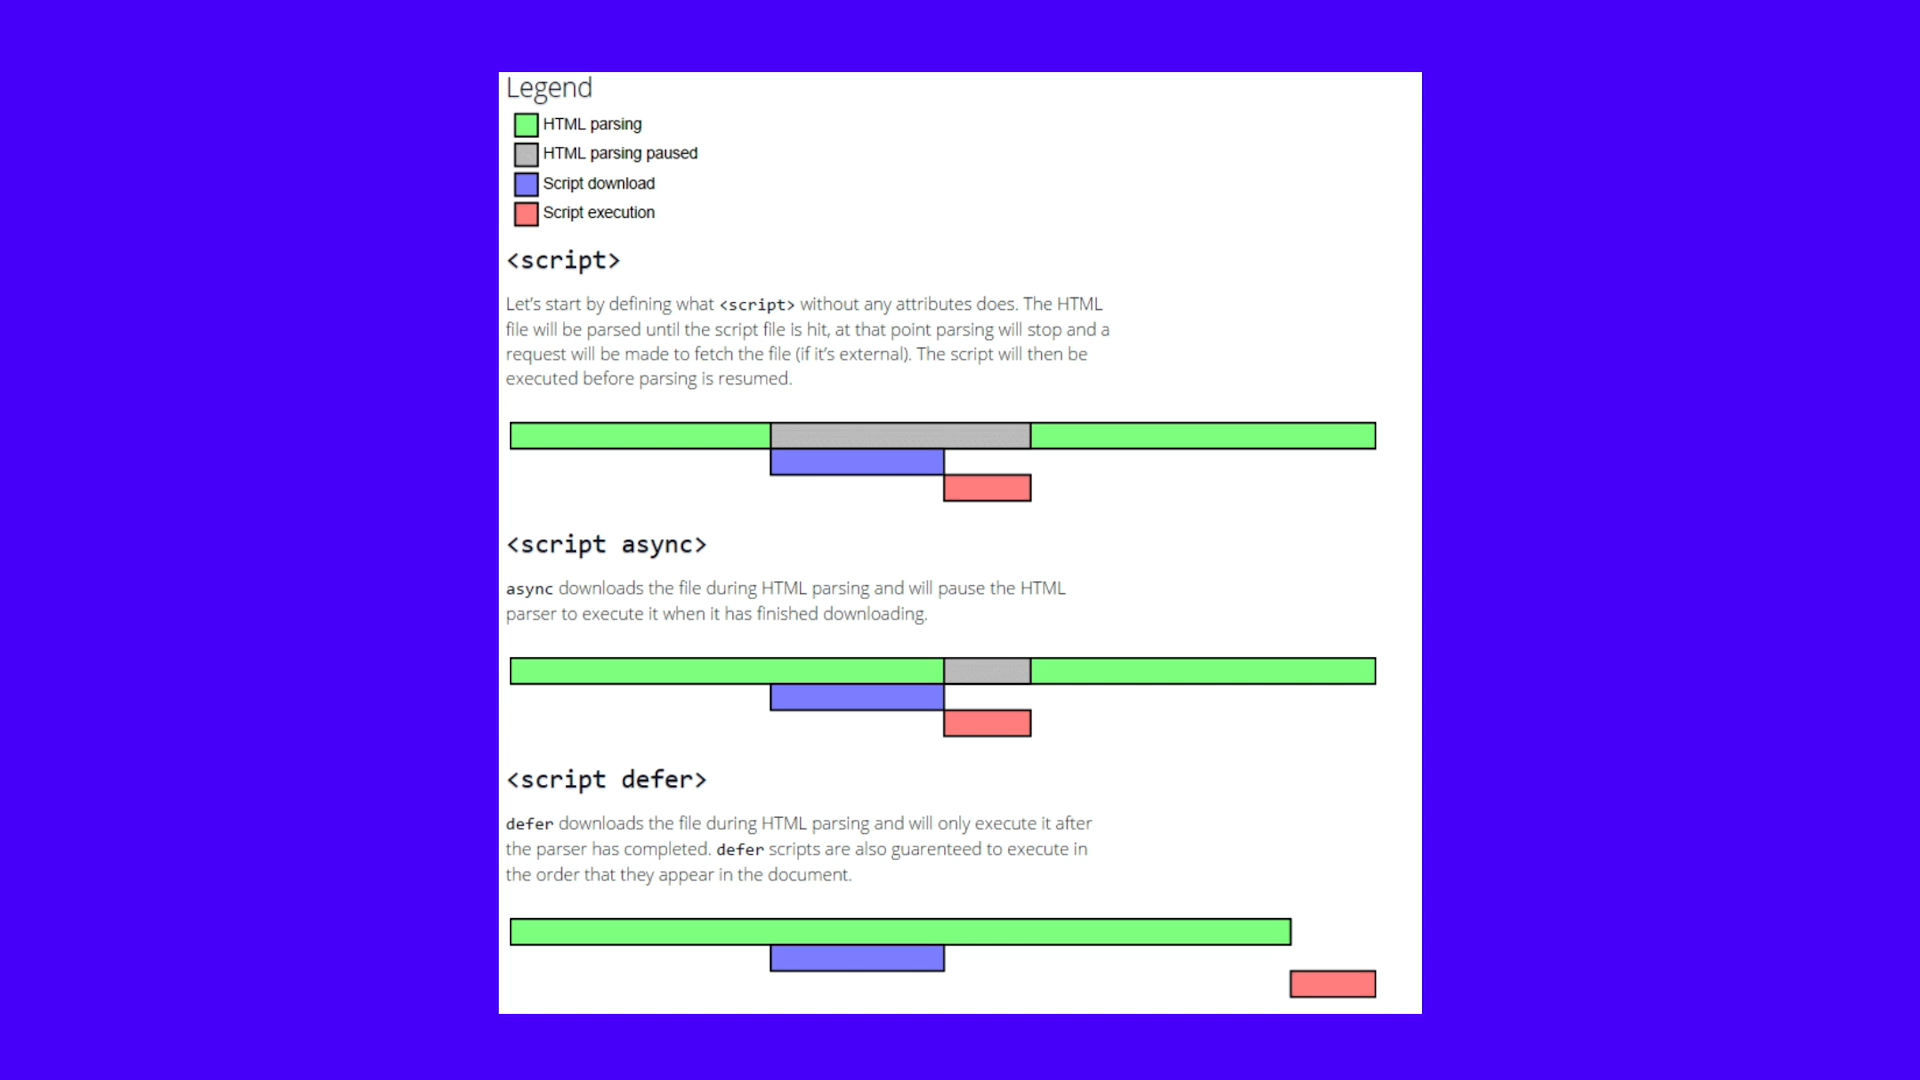 Legend
HTML parsing
HTML parsing paused
Script download
Script execution
<script>
Let's start by defining what <script> without any attributes does. The HTML
file will be parsed until the script file is hit, at that point parsing will stop and a
request will be made to fetch the file (if it's external). The script will then be
executed before parsing is resumed.
<script async>
async downloads the file during HTML parsing and will pause the HTML
parser to execute it when it has finished downloading.
<script defer>
defer downloads the file during HTML parsing and will only execute it after
the parser has completed. defer scripts are also guarenteed to execute in
the order that they appear in the document.